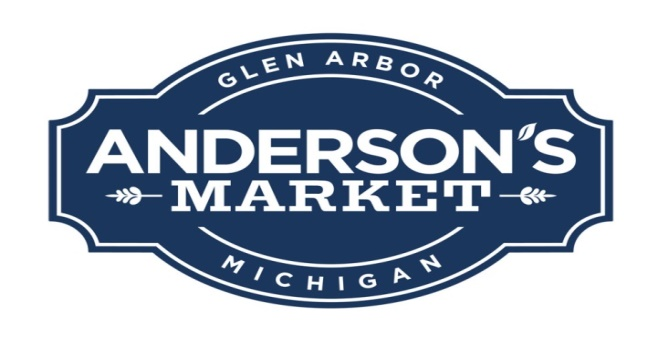 GLEN ARBOR
ANDERSON'S
MARKET
MICHIGAN